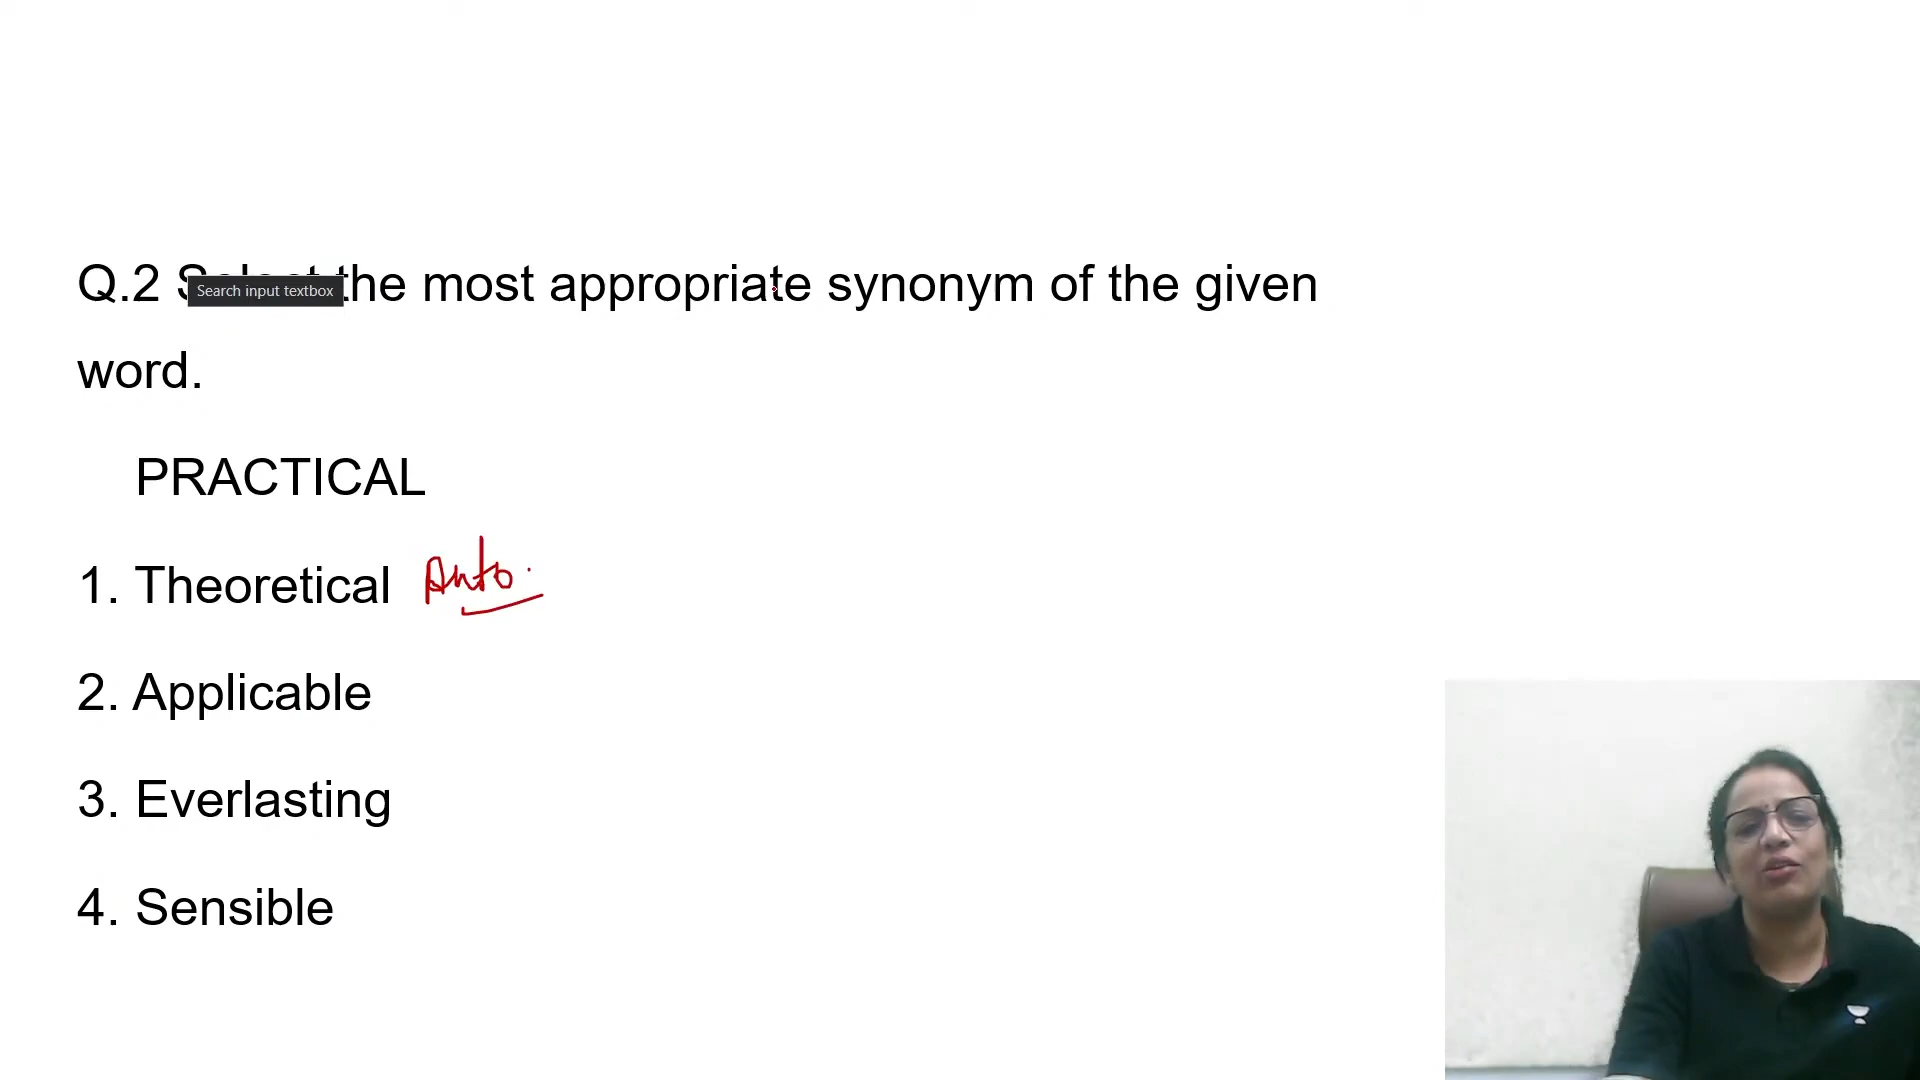 Q.2 Select the most appropriate synonym of the given
Search input textbox
word.
PRACTICAL
1. Theoretical Anto.
2. Applicable
3. Everlasting
4. Sensible